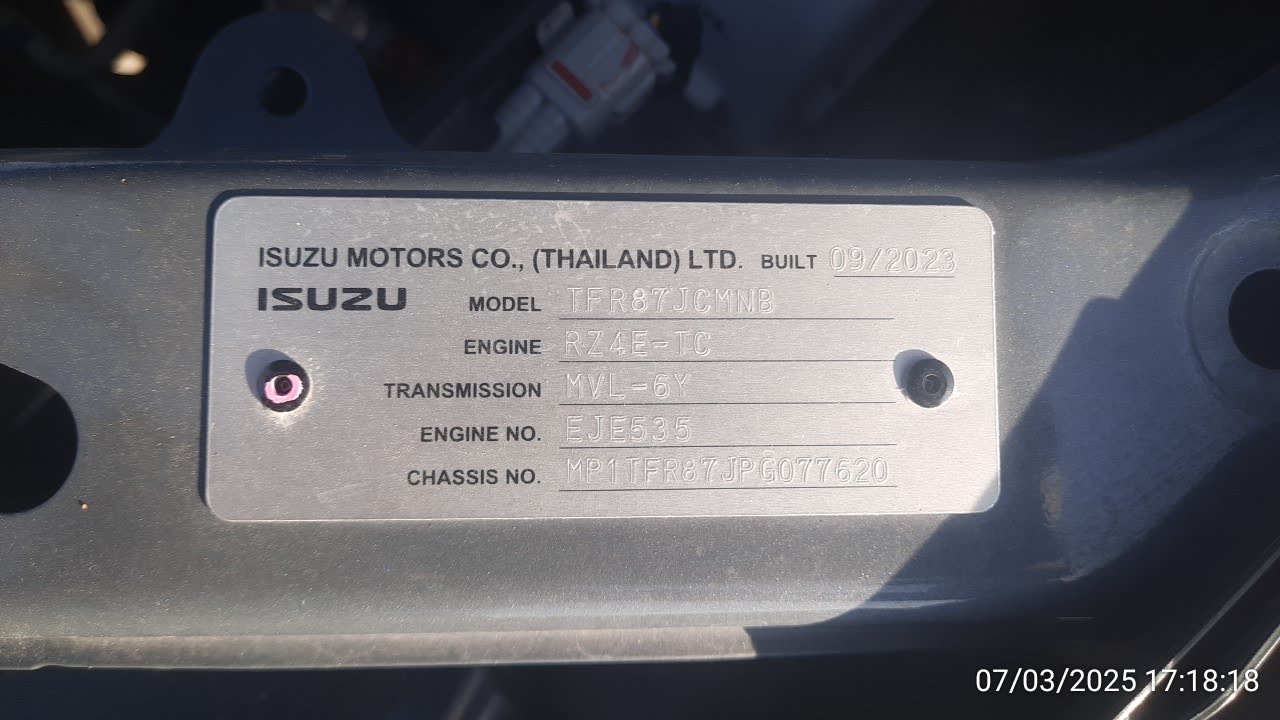 ISUZU MOTORS CO., (THAILAND) LTD. BUILT 09/2023
ISUZU MODEL TFR87JCMNB
ENGINE RZ4E-TC
TRANSMISSION MVL-6Y
ENGINE NO. EJE535
CHASSIS NO. MP1TFR87JPG077620
07/03/2025 17:18:18